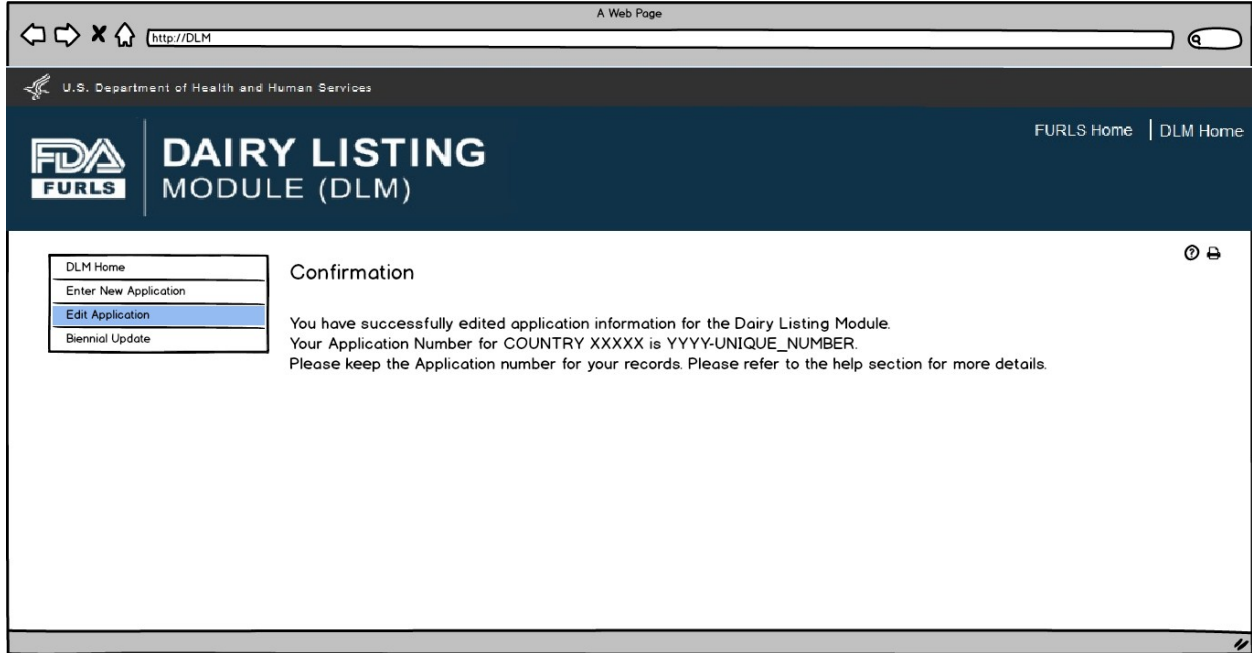 A Web Page
http://DLM
U.S. Department of Health and Human Services
FURLS Home | DLM Home
FDA
FURLS
DAIRY LISTING
MODULE (DLM)
DLM Home
Enter New Application
Edit Application
Biennial Update
Confirmation
You have successfully edited application information for the Dairy Listing Module.
Your Application Number for COUNTRY XXXXX is YYYY-UNIQUE_NUMBER.
Please keep the Application number for your records. Please refer to the help section for more details.